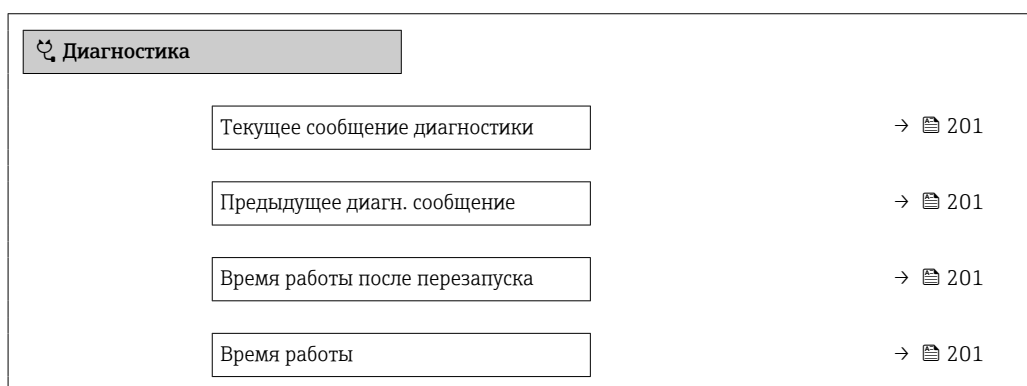 Диагностика
Текущее сообщение диагностики → 201
Предыдущее диагн. сообщение → 201
Время работы после перезапуска → 201
Время работы → 201